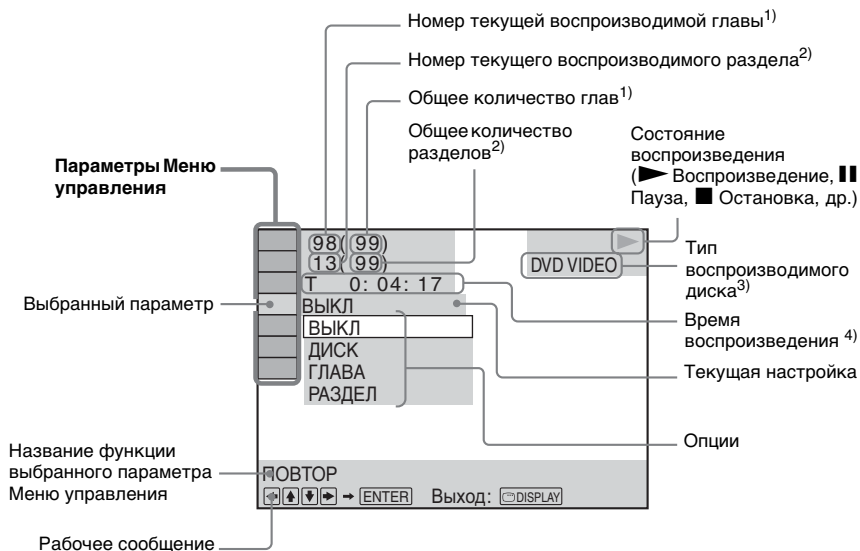 Номер текущей воспроизводимой главы1)
Номер текущего воспроизводимого раздела2)
Общее количество глав1)
Общее количество
разделов2)
Состояние
воспроизведения
(▶ Воспроизведение, ❚❚
Пауза, ■ Остановка, др.)
Параметры Меню
управления
98( 99)
13( 99)
T 0: 04: 17
DVD VIDEO
Тип
воспроизводимого
диска3)
Выбранный параметр
ВЫКЛ
ВЫКЛ
ДИСК
ГЛАВА
РАЗДЕЛ
Время
воспроизведения 4)
Текущая настройка
Опции
Название функции
выбранного параметра
Меню управления
ПОВТОР
←↑↓→ → ENTER Выход: DISPLAY
Рабочее сообщение